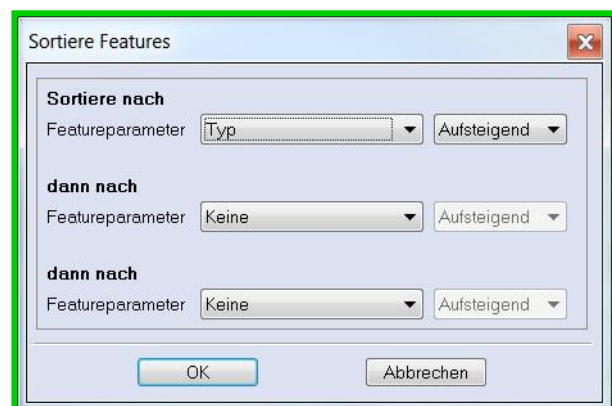 Sortiere Features
Sortiere nach
Featureparameter Typ Aufsteigend
dann nach
Featureparameter Keine Aufsteigend
dann nach
Featureparameter Keine Aufsteigend
OK Abbrechen